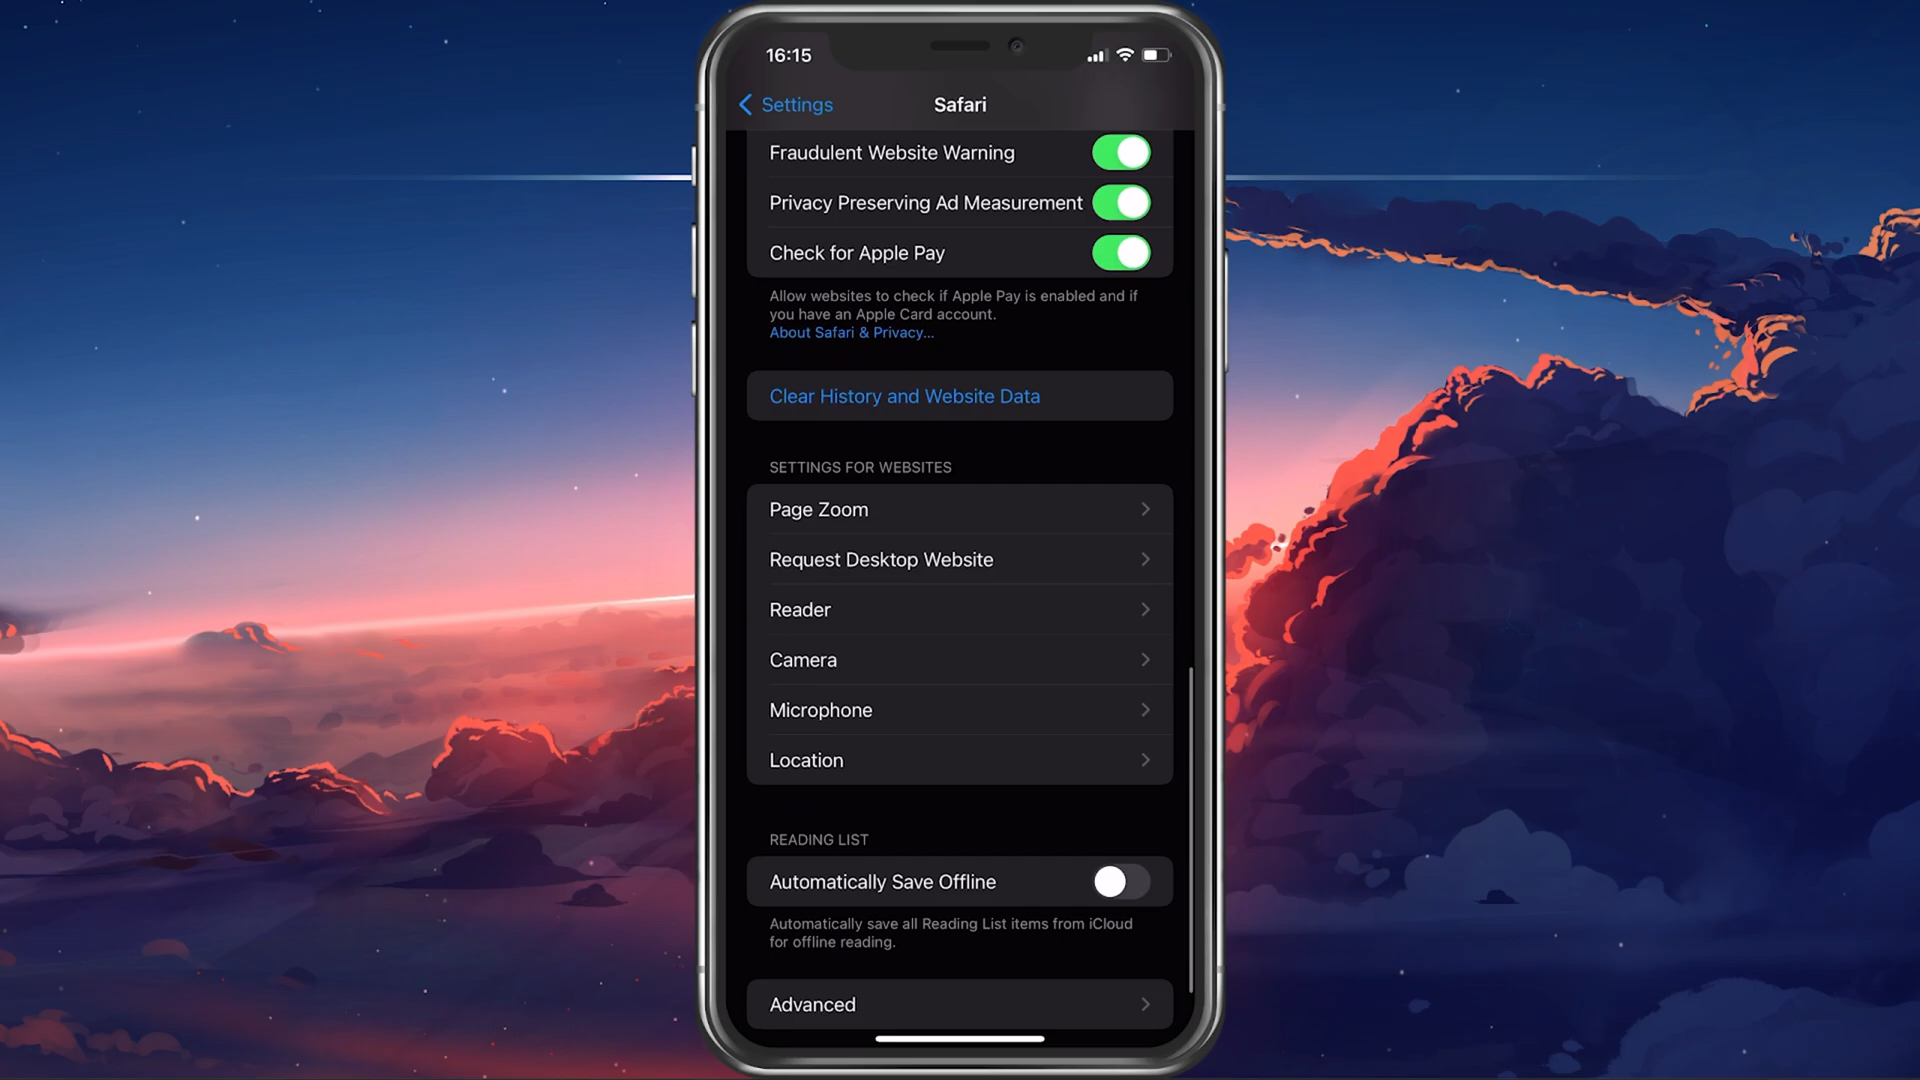 16:15
Settings
Safari
Fraudulent Website Warning
Privacy Preserving Ad Measurement
Check for Apple Pay
Allow websites to check if Apple Pay is enabled and if
you have an Apple Card account.
About Safari & Privacy...
Clear History and Website Data
SETTINGS FOR WEBSITES
Page Zoom
Request Desktop Website
Reader
Camera
Microphone
Location
READING LIST
Automatically Save Offline
Automatically save all Reading List items from iCloud
for offline reading.
Advanced